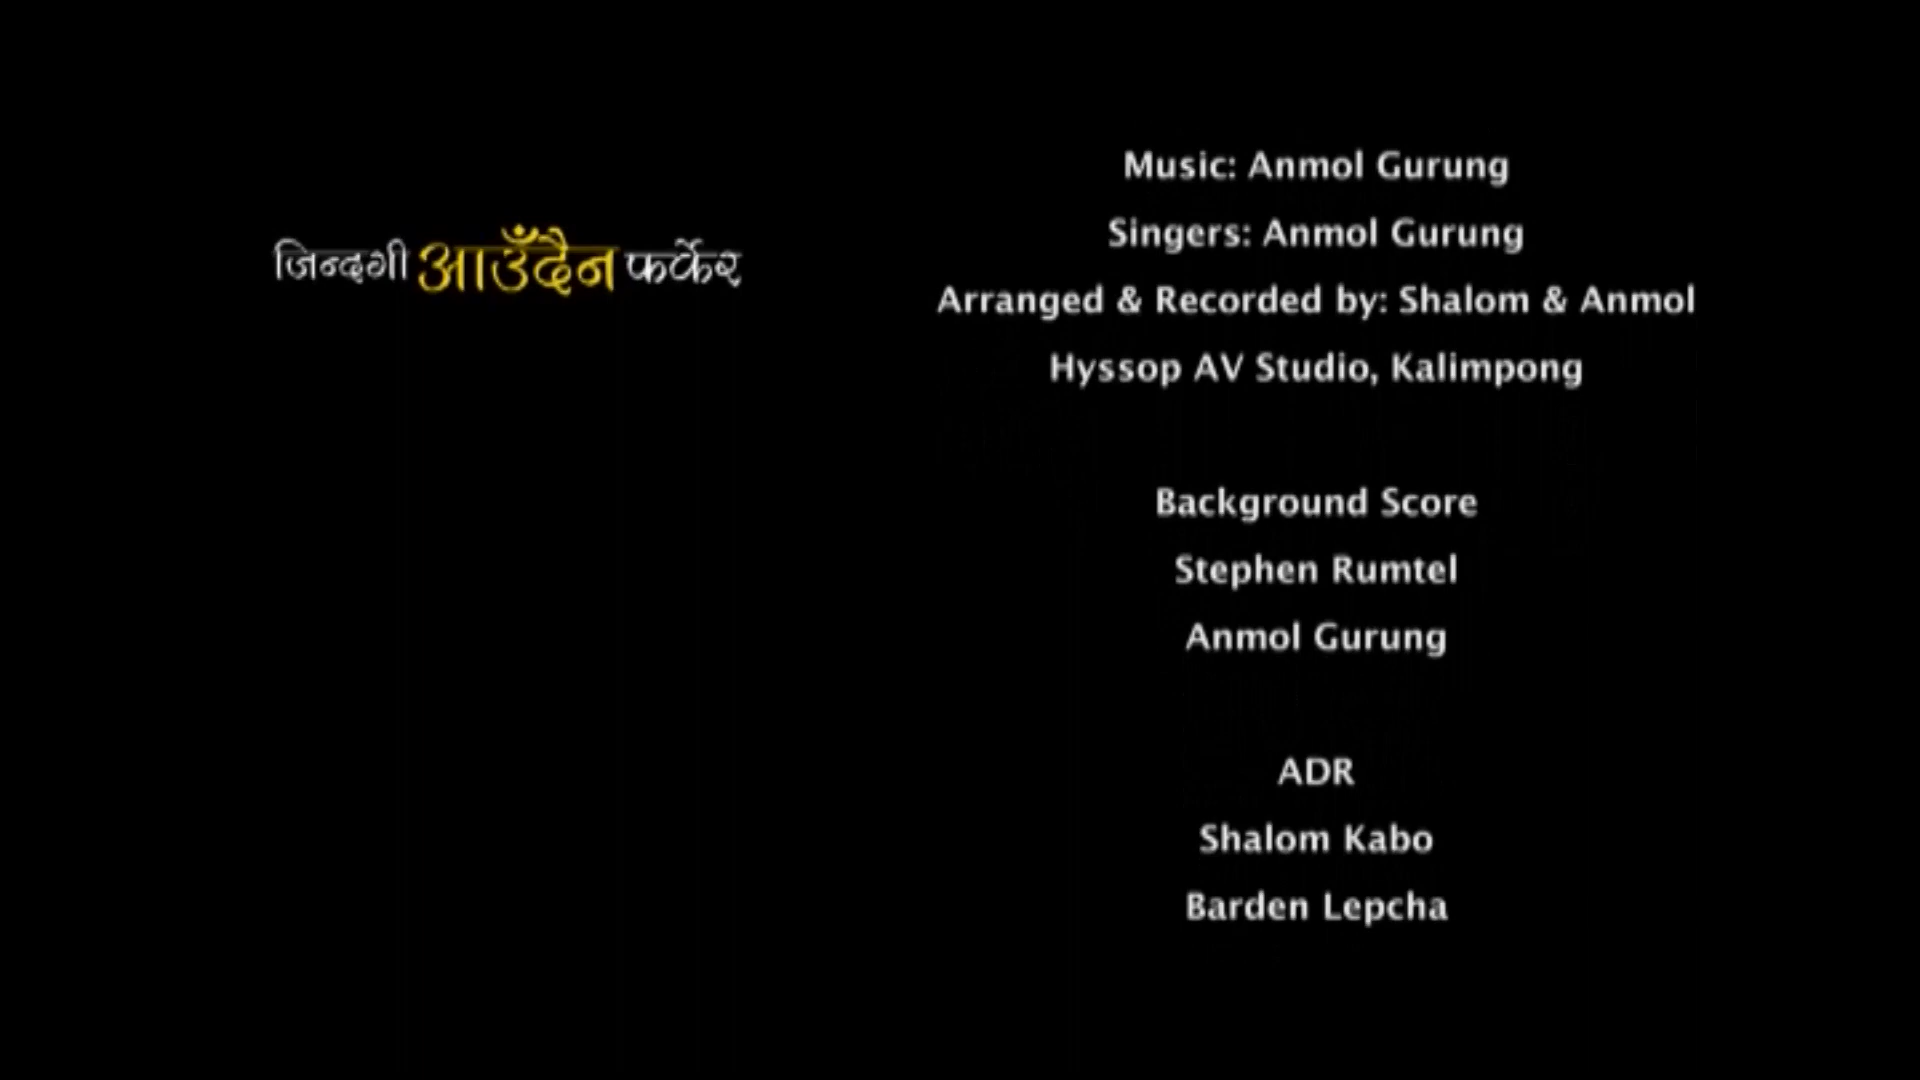 जिन्दगी आउँदैन फर्केर
Music: Anmol Gurung
Singers: Anmol Gurung
Arranged & Recorded by: Shalom & Anmol
Hyssop AV Studio, Kalimpong
Background Score
Stephen Rumtel
Anmol Gurung
ADR
Shalom Kabo
Barden Lepcha